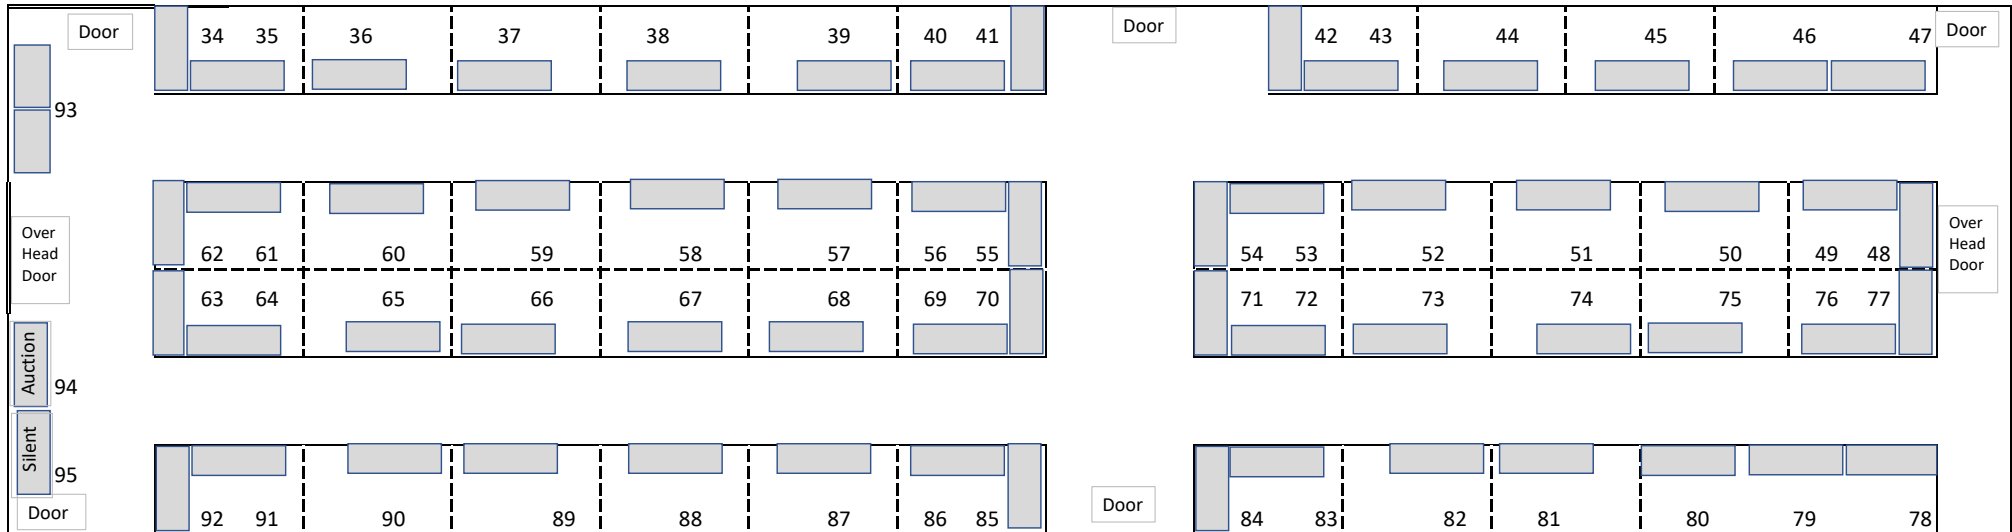 Door 34 35 36 37 38 39 40 41 Door 42 43 44 45 46 47 Door
93
62 61 60 59 58 57 56 55 54 53 52 51 50 49 48
Over
Head
Door
Over
Head
Door
63 64 65 66 67 68 69 70 71 72 73 74 75 76 77
Auction
94
Silent
95
Door 92 91 90 89 88 87 86 85 Door 84 83 82 81 80 79 78